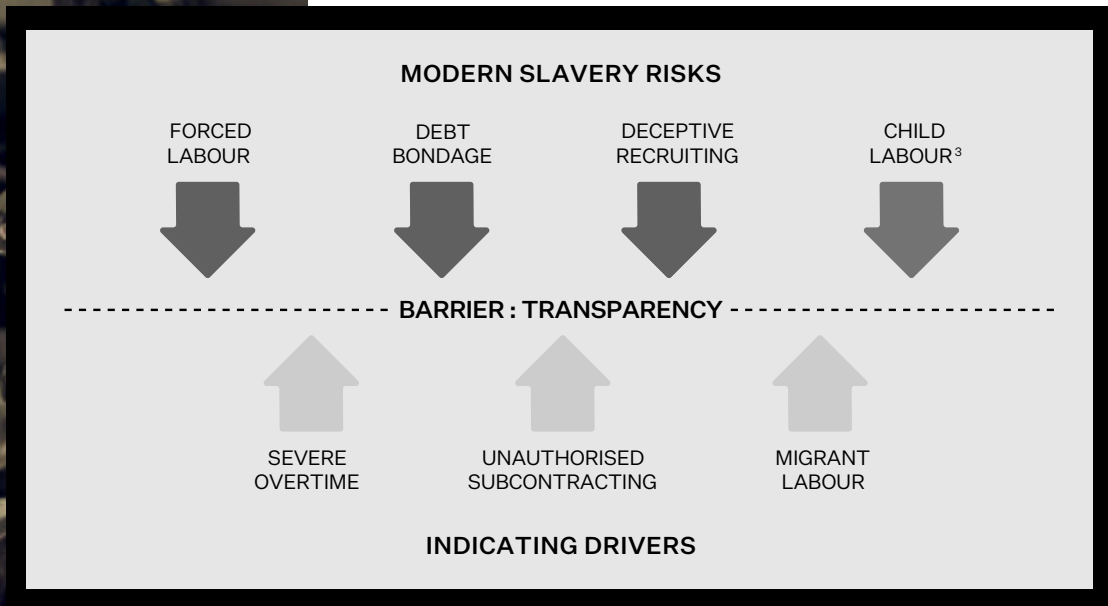 MODERN SLAVERY RISKS
FORCED
LABOUR
DEBT
BONDAGE
DECEPTIVE
RECRUITING
CHILD
LABOUR³
BARRIER : TRANSPARENCY
SEVERE
OVERTIME
UNAUTHORISED
SUBCONTRACTING
MIGRANT
LABOUR
INDICATING DRIVERS